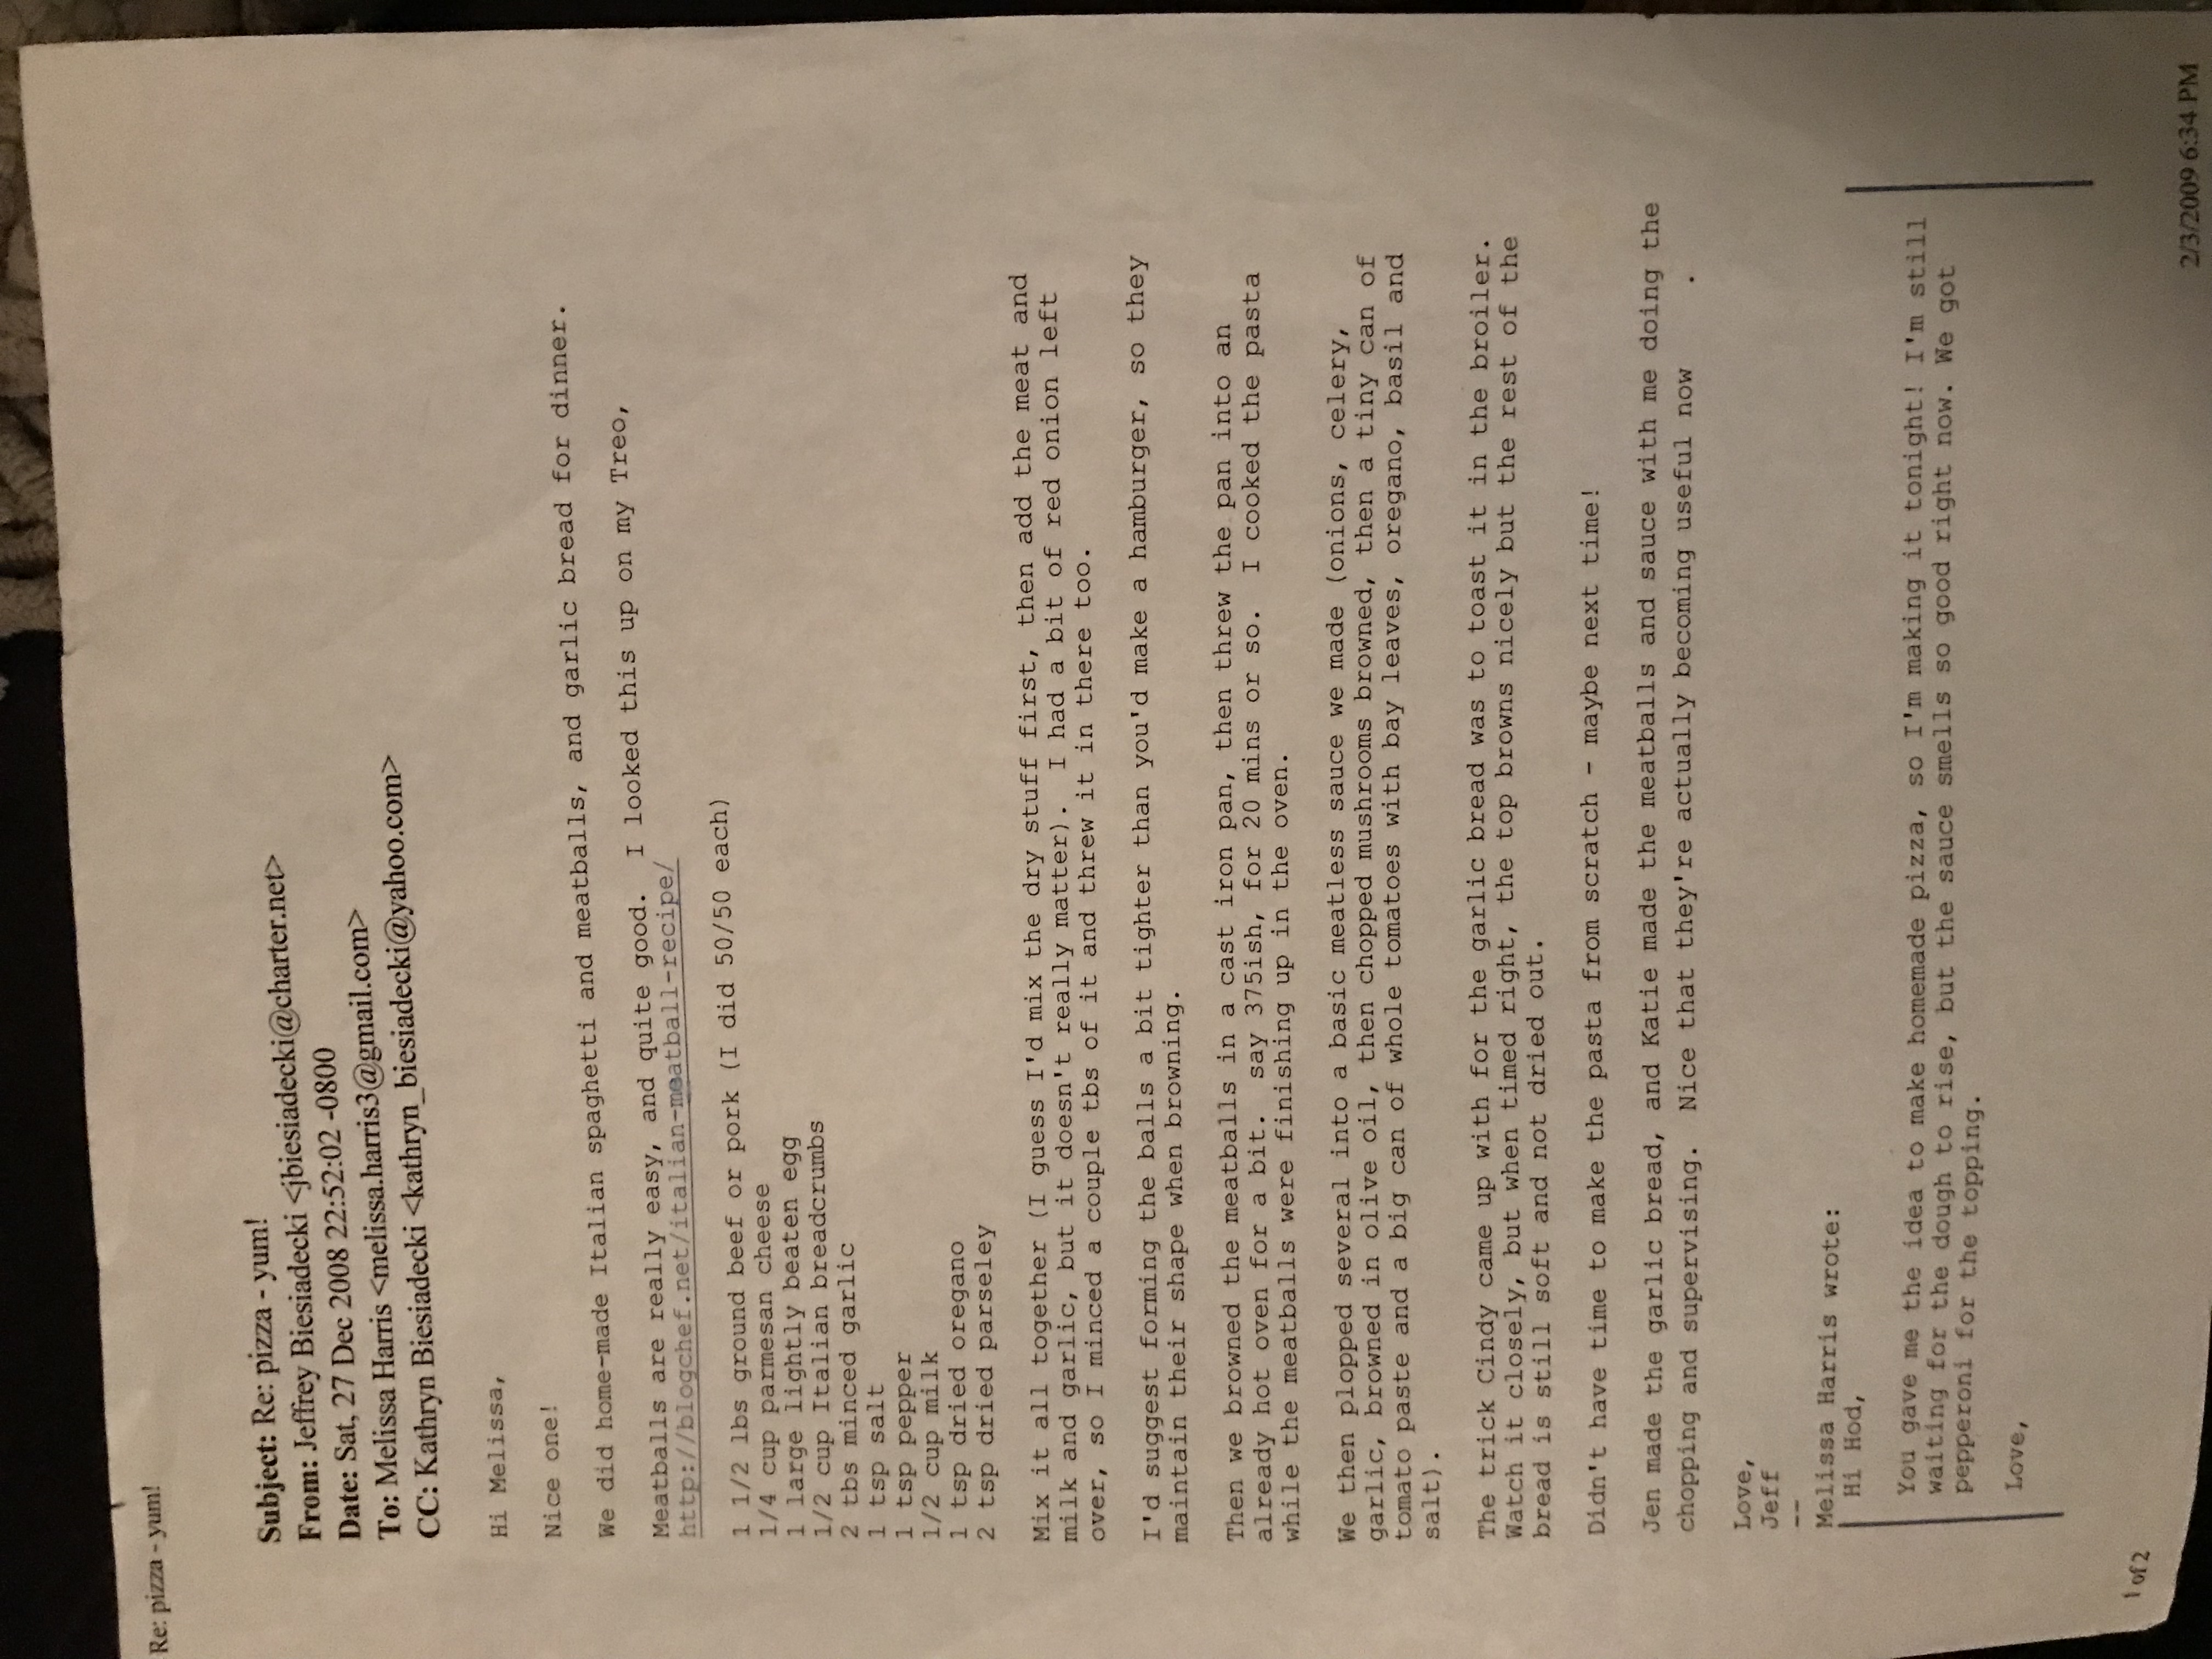 Re: pizza - yum!
Subject: Re: pizza - yum!
From: Jeffrey Biesiadecki <jbiesiadecki@charter.net>
Date: Sat, 27 Dec 2008 22:52:02 -0800
To: Melissa Harris <melissa.harris3@gmail.com>
CC: Kathryn Biesiadecki <kathryn_biesiadecki@yahoo.com>
Hi Melissa,
Nice one!
We did home-made Italian spaghetti and meatballs, and garlic bread for dinner.
Meatballs are really easy, and quite good.  I looked this up on my Treo,
http://blogchef.net/italian-meatball-recipe/
1 1/2 lbs ground beef or pork (I did 50/50 each)
1/4 cup parmesan cheese
1 large lightly beaten egg
1/2 cup Italian breadcrumbs
2 tbs minced garlic
1 tsp salt
1 tsp pepper
1/2 cup milk
1 tsp dried oregano
2 tsp dried parseley
Mix it all together (I guess I'd mix the dry stuff first, then add the meat and
milk and garlic, but it doesn't really matter).  I had a bit of red onion left
over, so I minced a couple tbs of it and threw it in there too.
I'd suggest forming the balls a bit tighter than you'd make a hamburger, so they
maintain their shape when browning.
Then we browned the meatballs in a cast iron pan, then threw the pan into an
already hot oven for a bit.  say 375ish, for 20 mins or so.  I cooked the pasta
while the meatballs were finishing up in the oven.
We then plopped several into a basic meatless sauce we made (onions, celery,
garlic, browned in olive oil, then chopped mushrooms browned, then a tiny can of
tomato paste and a big can of whole tomatoes with bay leaves, oregano, basil and
salt).
The trick Cindy came up with for the garlic bread was to toast it in the broiler.
Watch it closely, but when timed right, the top browns nicely but the rest of the
bread is still soft and not dried out.
Didn't have time to make the pasta from scratch - maybe next time!
Jen made the garlic bread, and Katie made the meatballs and sauce with me doing the
chopping and supervising.  Nice that they're actually becoming useful now .
Love,
Jeff
--
Melissa Harris wrote:
Hi Hod,
You gave me the idea to make homemade pizza, so I'm making it tonight! I'm still
waiting for the dough to rise, but the sauce smells so good right now. We got
pepperoni for the topping.
Love,
1 of 2
2/3/2009 6:34 PM